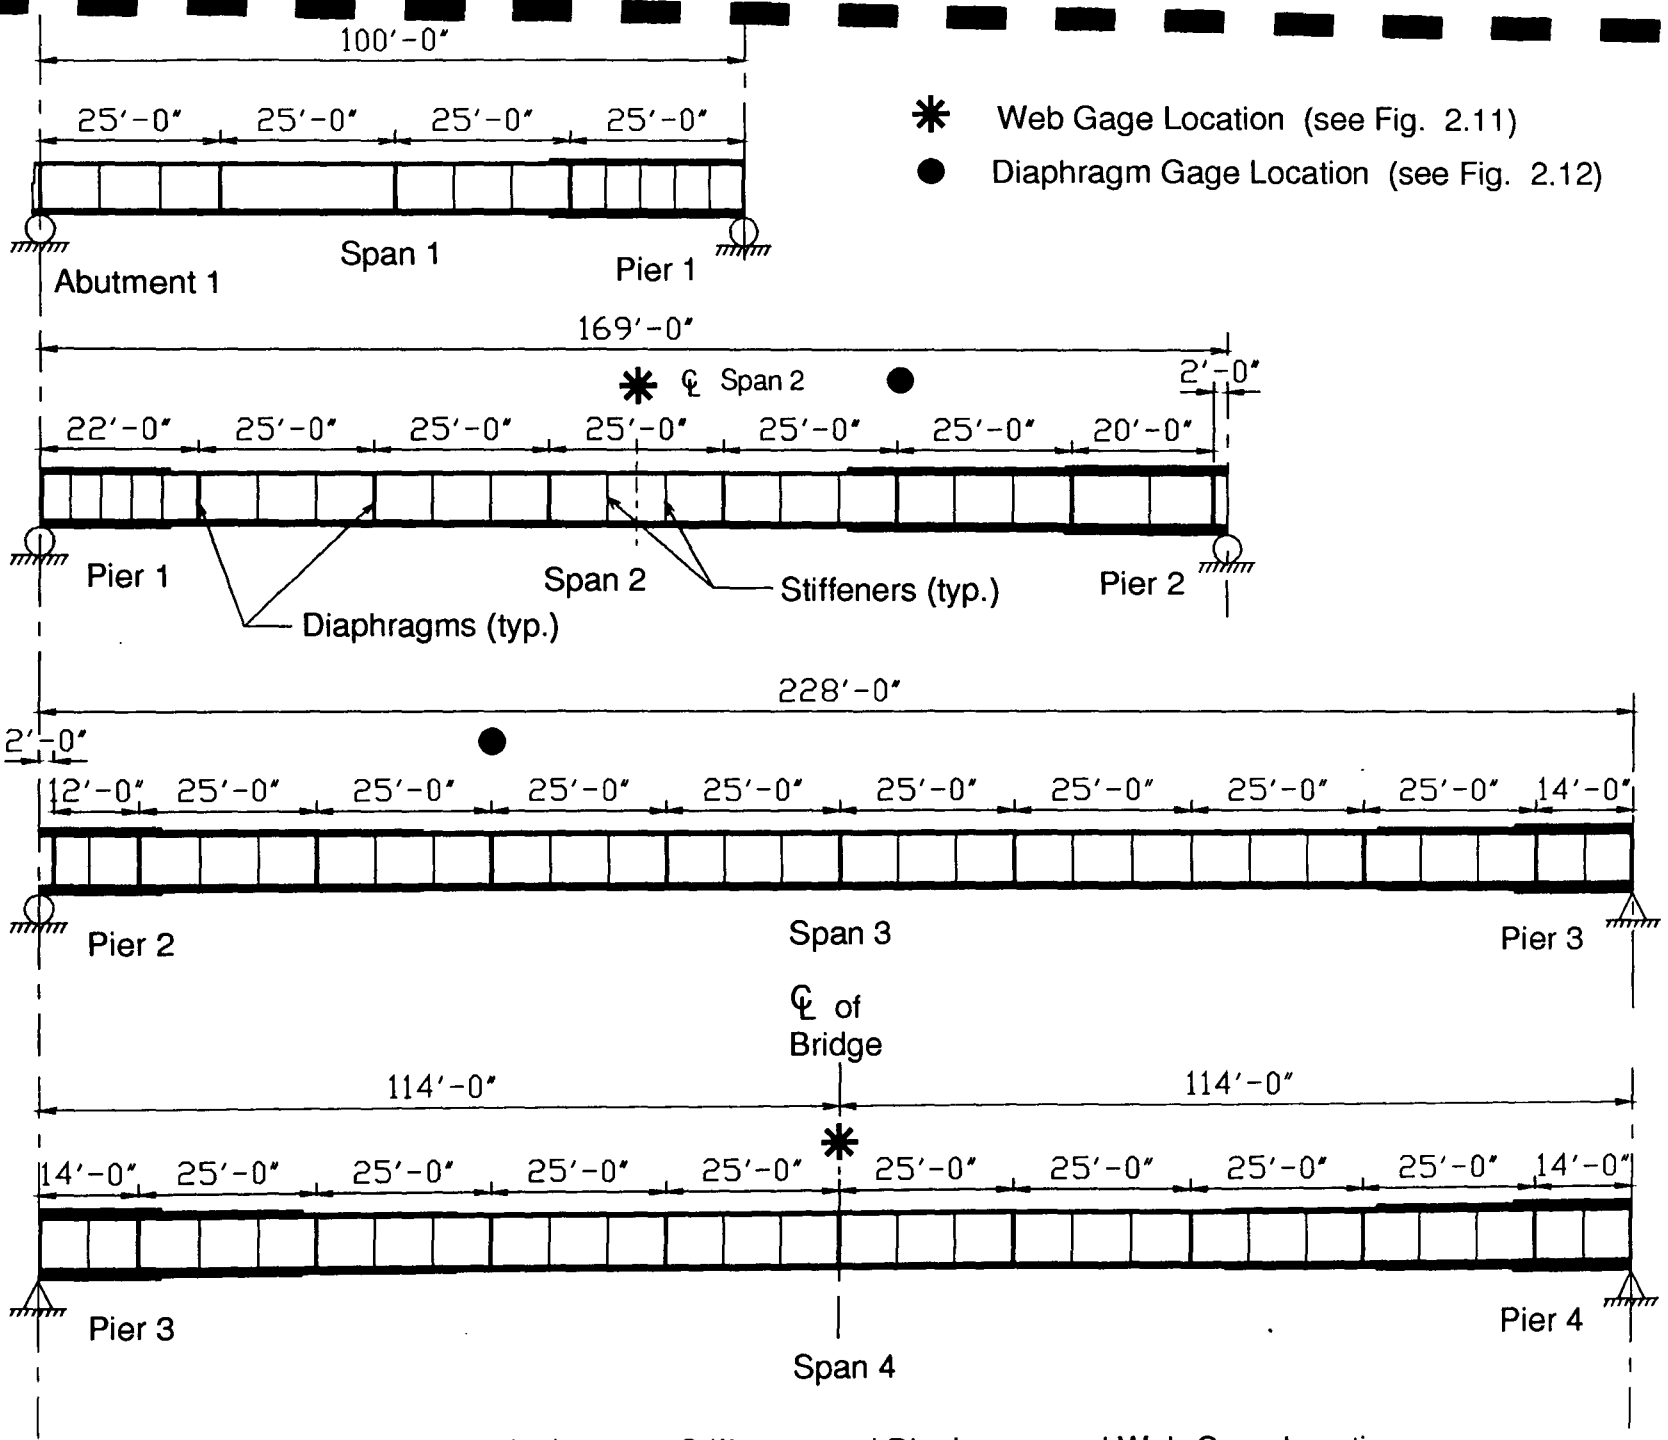 100'-0"
25'-0" 25'-0" 25'-0" 25'-0"
Web Gage Location (see Fig. 2.11)
Diaphragm Gage Location (see Fig. 2.12)
Abutment 1
Span 1
Pier 1
169'-0"
℄ Span 2
2'-0"
22'-0" 25'-0" 25'-0" 25'-0" 25'-0" 25'-0" 20'-0"
Pier 1
Span 2
Stiffeners (typ.)
Pier 2
Diaphragms (typ.)
228'-0"
2'-0"
12'-0" 25'-0" 25'-0" 25'-0" 25'-0" 25'-0" 25'-0" 25'-0" 14'-0"
Pier 2
Span 3
Pier 3
℄ of
Bridge
114'-0" 114'-0"
14'-0" 25'-0" 25'-0" 25'-0" 25'-0" 25'-0" 25'-0" 25'-0" 25'-0" 14'-0"
Pier 3
Span 4
Pier 4